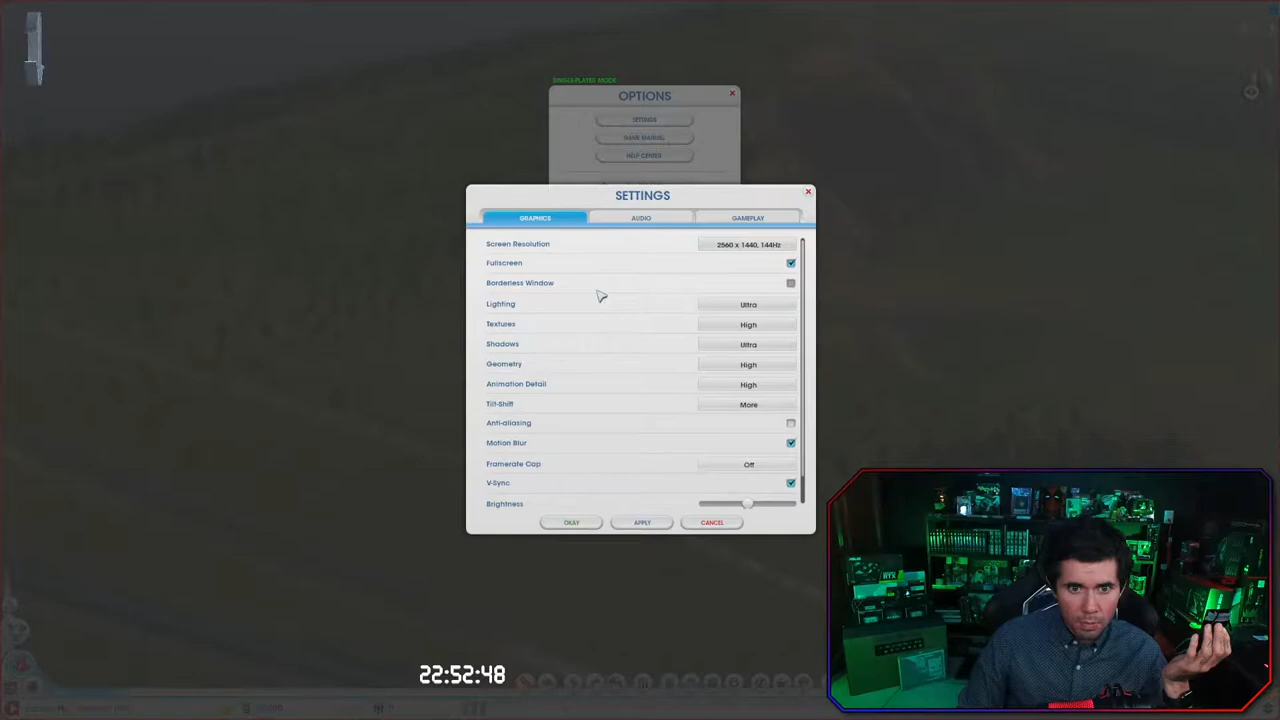 SINGLE-PLAYER MODE
OPTIONS
SETTINGS
GAME MANUAL
HELP CENTER
SETTINGS
GRAPHICS AUDIO GAMEPLAY
Screen Resolution 2560 x 1440, 144Hz
Fullscreen
Borderless Window
Lighting Ultra
Textures High
Shadows Ultra
Geometry High
Animation Detail High
Tilt-Shift More
Anti-aliasing
Motion Blur
Framerate Cap Off
V-Sync
Brightness
OKAY APPLY CANCEL
22:52:48